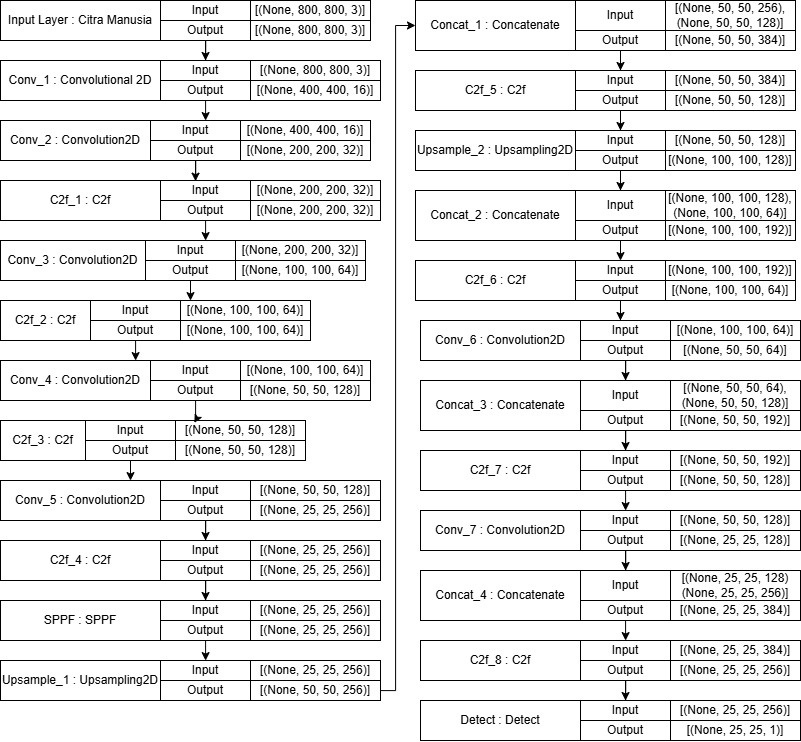 Input Layer : Citra Manusia
Input
[(None, 800, 800, 3)]
Output
[(None, 800, 800, 3)]
Conv_1 : Convolutional 2D
Input
[(None, 800, 800, 3)]
Output
[(None, 400, 400, 16)]
Conv_2 : Convolution2D
Input
[(None, 400, 400, 16)]
Output
[(None, 200, 200, 32)]
C2f_1 : C2f
Input
[(None, 200, 200, 32)]
Output
[(None, 200, 200, 32)]
Conv_3 : Convolution2D
Input
[(None, 200, 200, 32)]
Output
[(None, 100, 100, 64)]
C2f_2 : C2f
Input
[(None, 100, 100, 64)]
Output
[(None, 100, 100, 64)]
Conv_4 : Convolution2D
Input
[(None, 100, 100, 64)]
Output
[(None, 50, 50, 128)]
C2f_3 : C2f
Input
[(None, 50, 50, 128)]
Output
[(None, 50, 50, 128)]
Conv_5 : Convolution2D
Input
[(None, 50, 50, 128)]
Output
[(None, 25, 25, 256)]
C2f_4 : C2f
Input
[(None, 25, 25, 256)]
Output
[(None, 25, 25, 256)]
SPPF : SPPF
Input
[(None, 25, 25, 256)]
Output
[(None, 25, 25, 256)]
Upsample_1 : Upsampling2D
Input
[(None, 25, 25, 256)]
Output
[(None, 50, 50, 256)]
Concat_1 : Concatenate
Input
[(None, 50, 50, 256),
(None, 50, 50, 128)]
Output
[(None, 50, 50, 384)]
C2f_5 : C2f
Input
[(None, 50, 50, 384)]
Output
[(None, 50, 50, 128)]
Upsample_2 : Upsampling2D
Input
[(None, 50, 50, 128)]
Output
[(None, 100, 100, 128)]
Concat_2 : Concatenate
Input
[(None, 100, 100, 128),
(None, 100, 100, 64)]
Output
[(None, 100, 100, 192)]
C2f_6 : C2f
Input
[(None, 100, 100, 192)]
Output
[(None, 100, 100, 64)]
Conv_6 : Convolution2D
Input
[(None, 100, 100, 64)]
Output
[(None, 50, 50, 64)]
Concat_3 : Concatenate
Input
[(None, 50, 50, 64),
(None, 50, 50, 128)]
Output
[(None, 50, 50, 192)]
C2f_7 : C2f
Input
[(None, 50, 50, 192)]
Output
[(None, 50, 50, 128)]
Conv_7 : Convolution2D
Input
[(None, 50, 50, 128)]
Output
[(None, 25, 25, 128)]
Concat_4 : Concatenate
Input
[(None, 25, 25, 128)
(None, 25, 25, 256)]
Output
[(None, 25, 25, 384)]
C2f_8 : C2f
Input
[(None, 25, 25, 384)]
Output
[(None, 25, 25, 256)]
Detect : Detect
Input
[(None, 25, 25, 256)]
Output
[(None, 25, 25, 1)]